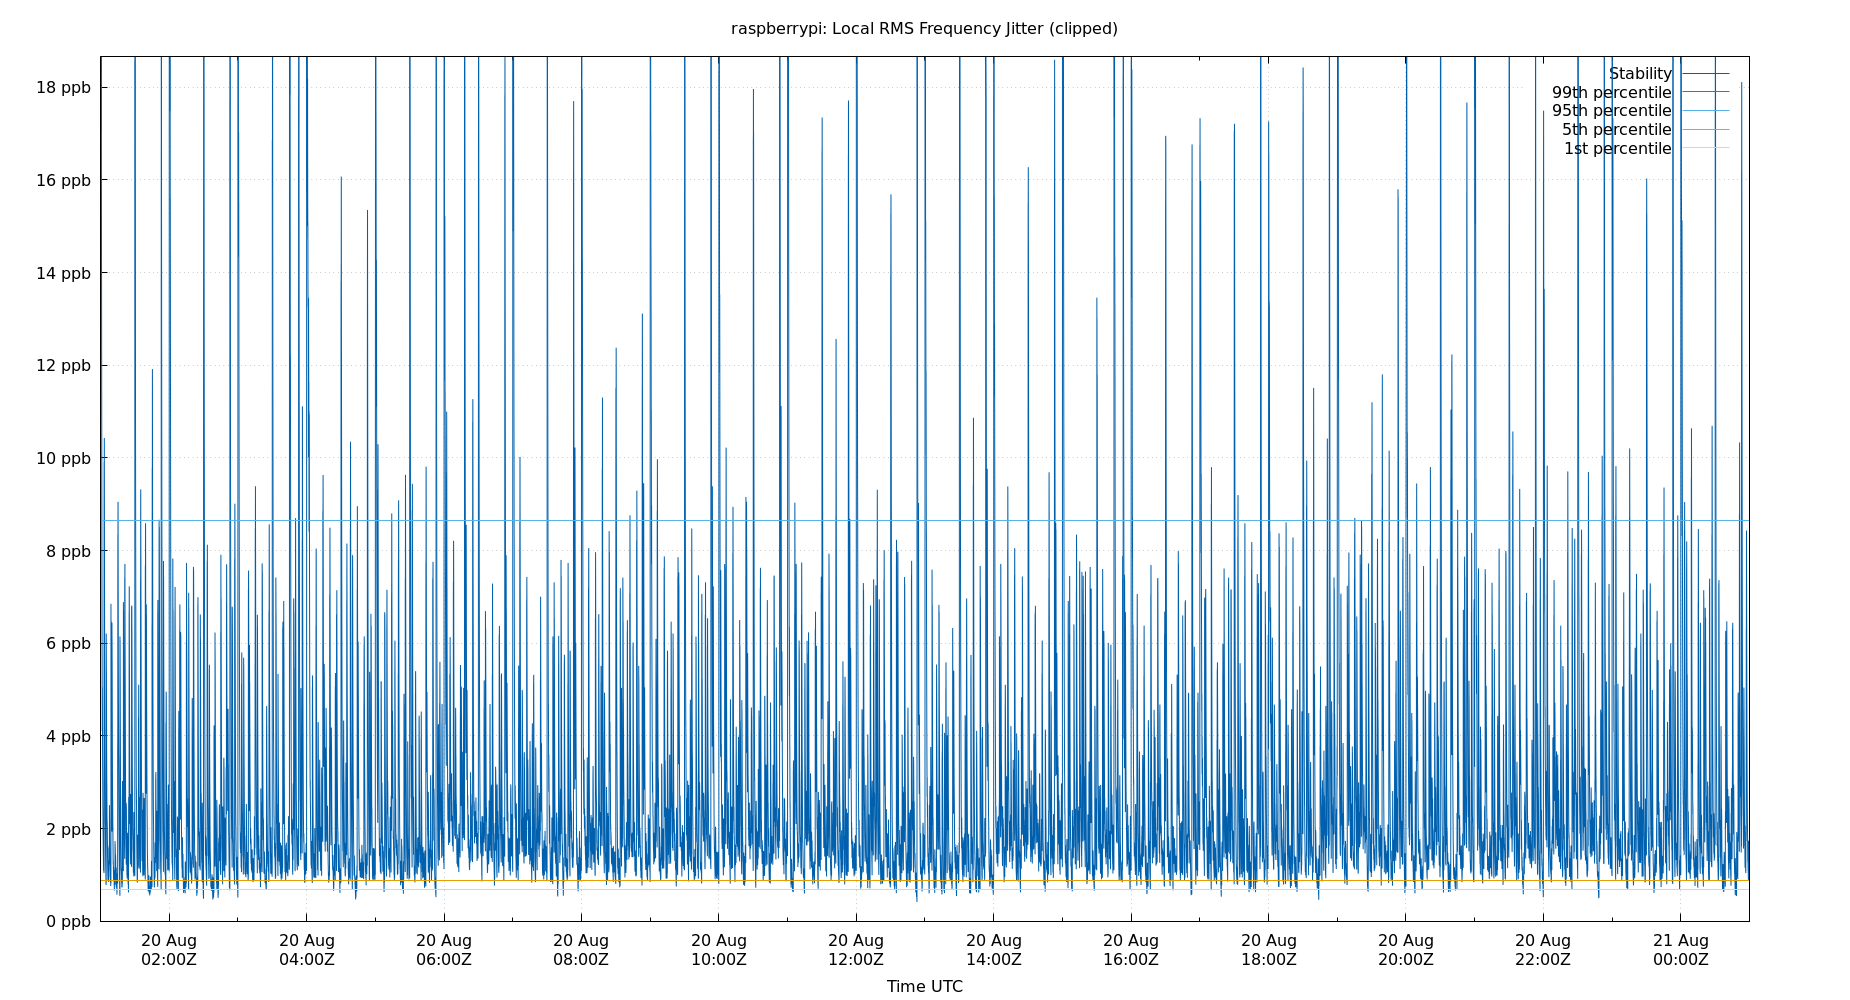 raspberrypi: Local RMS Frequency Jitter (clipped)
Stability
99th percentile
95th percentile
5th percentile
1st percentile
18 ppb
16 ppb
14 ppb
12 ppb
10 ppb
8 ppb
6 ppb
4 ppb
2 ppb
0 ppb
20 Aug 20 Aug 20 Aug 20 Aug 20 Aug 20 Aug 20 Aug 20 Aug 20 Aug 20 Aug 20 Aug 21 Aug
02:00Z 04:00Z 06:00Z 08:00Z 10:00Z 12:00Z 14:00Z 16:00Z 18:00Z 20:00Z 22:00Z 00:00Z
Time UTC